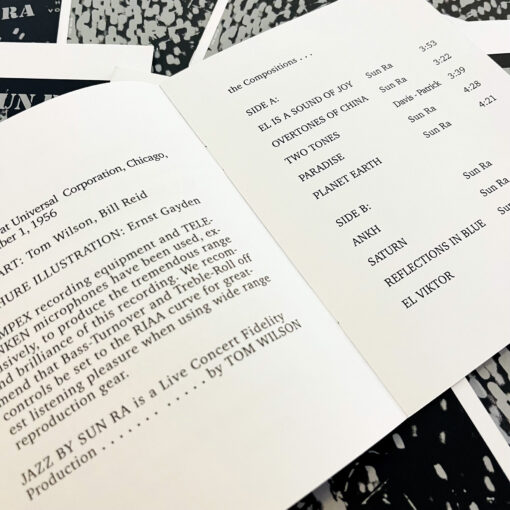 RA
SUN R
at Universal Corporation, Chicago,
ber 1, 1956
ART: Tom Wilson, Bill Reid
HURE ILLUSTRATION: Ernst Gayden
MPEX recording equipment and TELE-
NKEN microphones have been used, ex-
usively, to produce the tremendous range
nd brilliance of this recording. We recom-
mend that Bass-Turnover and Treble-Roll off
controls be set to the RIAA curve for great-
est listening pleasure when using wide range
reproduction gear.
JAZZ BY SUN RA is a Live Concert Fidelity
Production . . . . . . . . . . . . . by TOM WILSON
the Compositions . . .
SIDE A:
EL IS A SOUND OF JOY Sun Ra 3:53
OVERTONES OF CHINA Sun Ra 3:22
TWO TONES Davis - Patrick 3:39
PARADISE Sun Ra 4:28
PLANET EARTH Sun Ra 4:21
SIDE B:
ANKH Sun Ra
SATURN Sun Ra
REFLECTIONS IN BLUE
EL VIKTOR